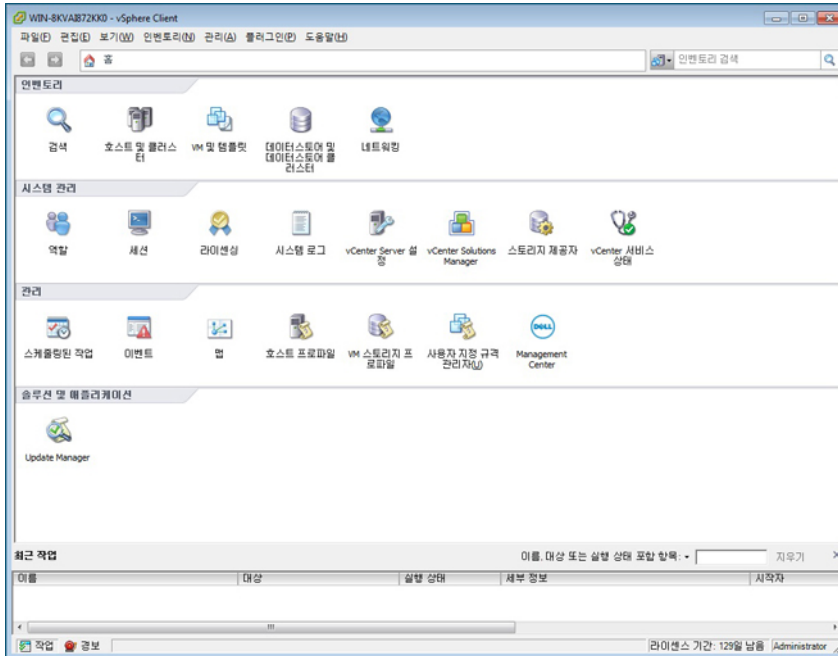 WIN-8KVAI872KK0 - vSphere Client
파일(F) 편집(E) 보기(W) 인벤토리(N) 관리(A) 플러그인(P) 도움말(H)
홈
인벤토리 검색
인벤토리
검색
호스트 및 클러스
터
VM 및 템플릿
데이터스토어 및
데이터스토어 클
러스터
네트워킹
시스템 관리
역할
세션
라이센싱
시스템 로그
vCenter Server 설
정
vCenter Solutions
Manager
스토리지 제공자
vCenter 서비스
상태
관리
스케줄링된 작업
이벤트
맵
호스트 프로파일
VM 스토리지 프
로파일
사용자 지정 규격
관리자(U)
DELL
Management
Center
솔루션 및 애플리케이션
Update Manager
최근 작업
이름, 대상 또는 실행 상태 포함 항목:
지우기
이름 대상 실행 상태 세부 정보 시작자
작업 경보
라이센스 기간: 129일 남음 Administrator